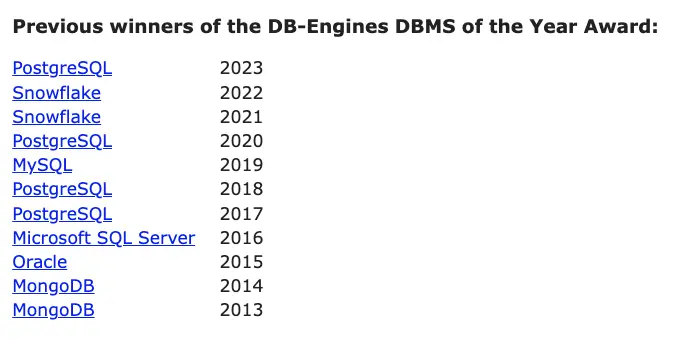 Previous winners of the DB-Engines DBMS of the Year Award:
PostgreSQL 2023
Snowflake 2022
Snowflake 2021
PostgreSQL 2020
MySQL 2019
PostgreSQL 2018
PostgreSQL 2017
Microsoft SQL Server 2016
Oracle 2015
MongoDB 2014
MongoDB 2013